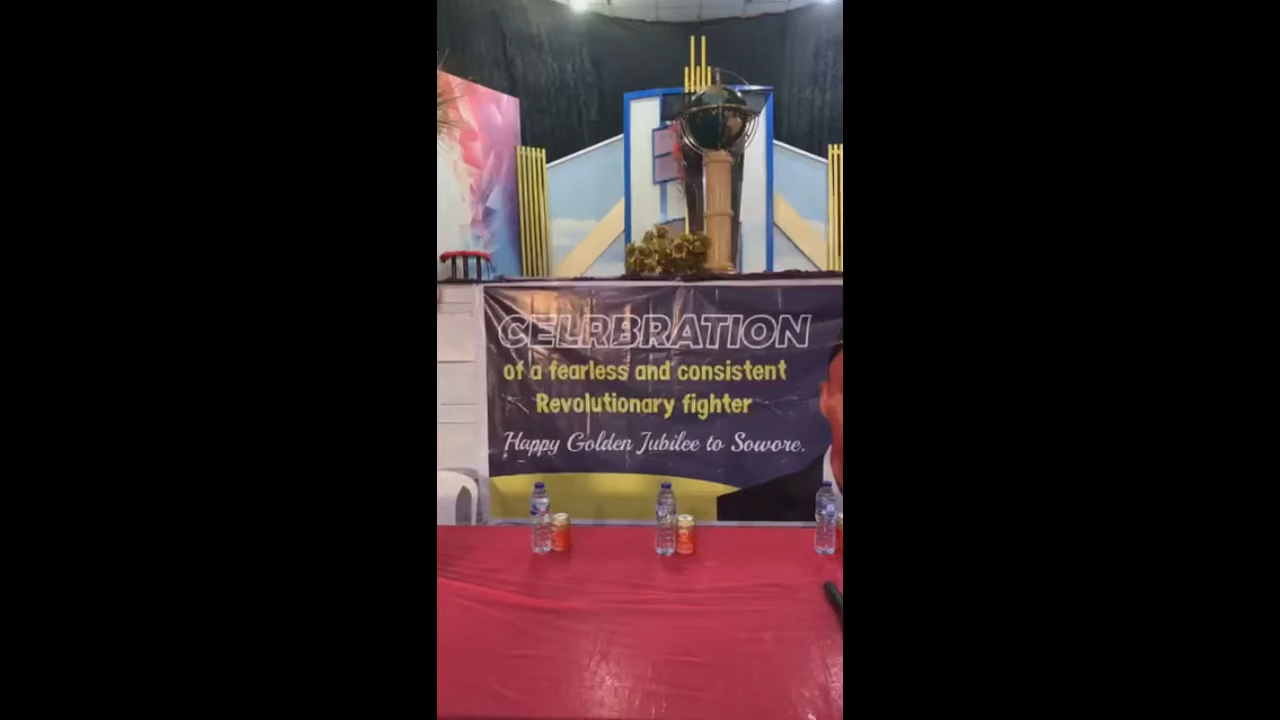 CELRBRATION
of a fearless and consistent
Revolutionary fighter
Happy Golden Jubilee to Sowore.